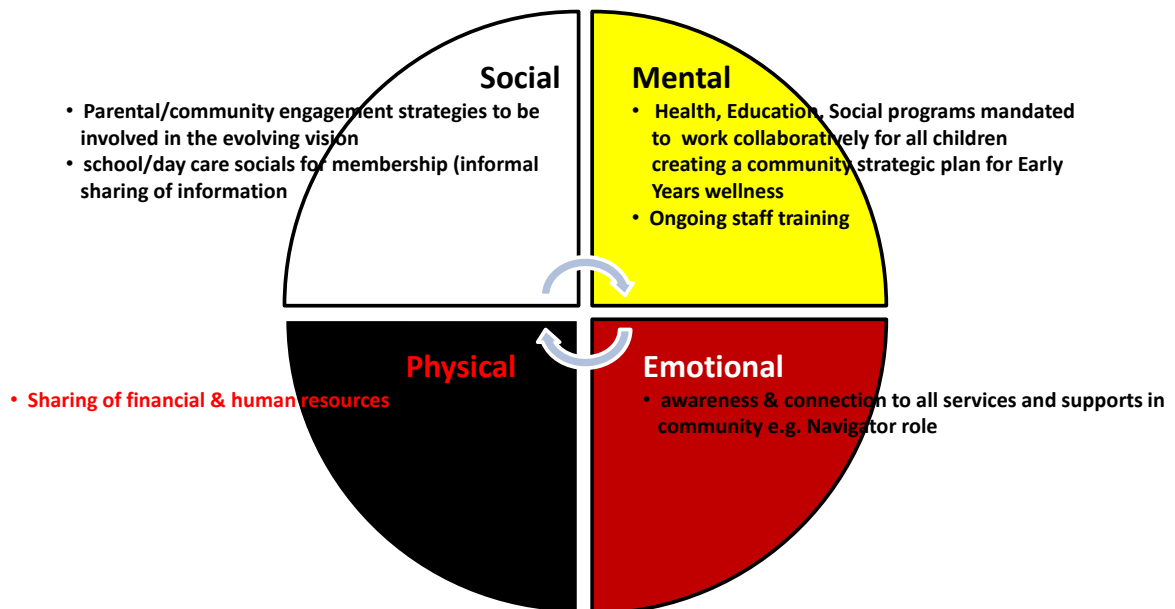 Social
• Parental/community engagement strategies to be
involved in the evolving vision
• school/day care socials for membership (informal
sharing of information
Mental
• Health, Education, Social programs mandated
to work collaboratively for all children
creating a community strategic plan for Early
Years wellness
• Ongoing staff training
Physical
• Sharing of financial & human resources
Emotional
• awareness & connection to all services and supports in
community e.g. Navigator role